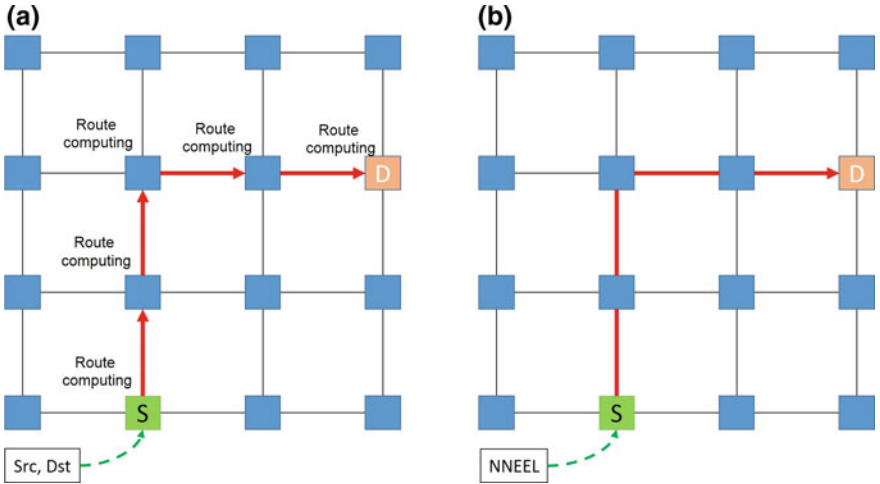 (a)
Route
computing
Route
computing
Route
computing
D
Route
computing
Route
computing
S
Src, Dst
(b)
D
S
NNEEL